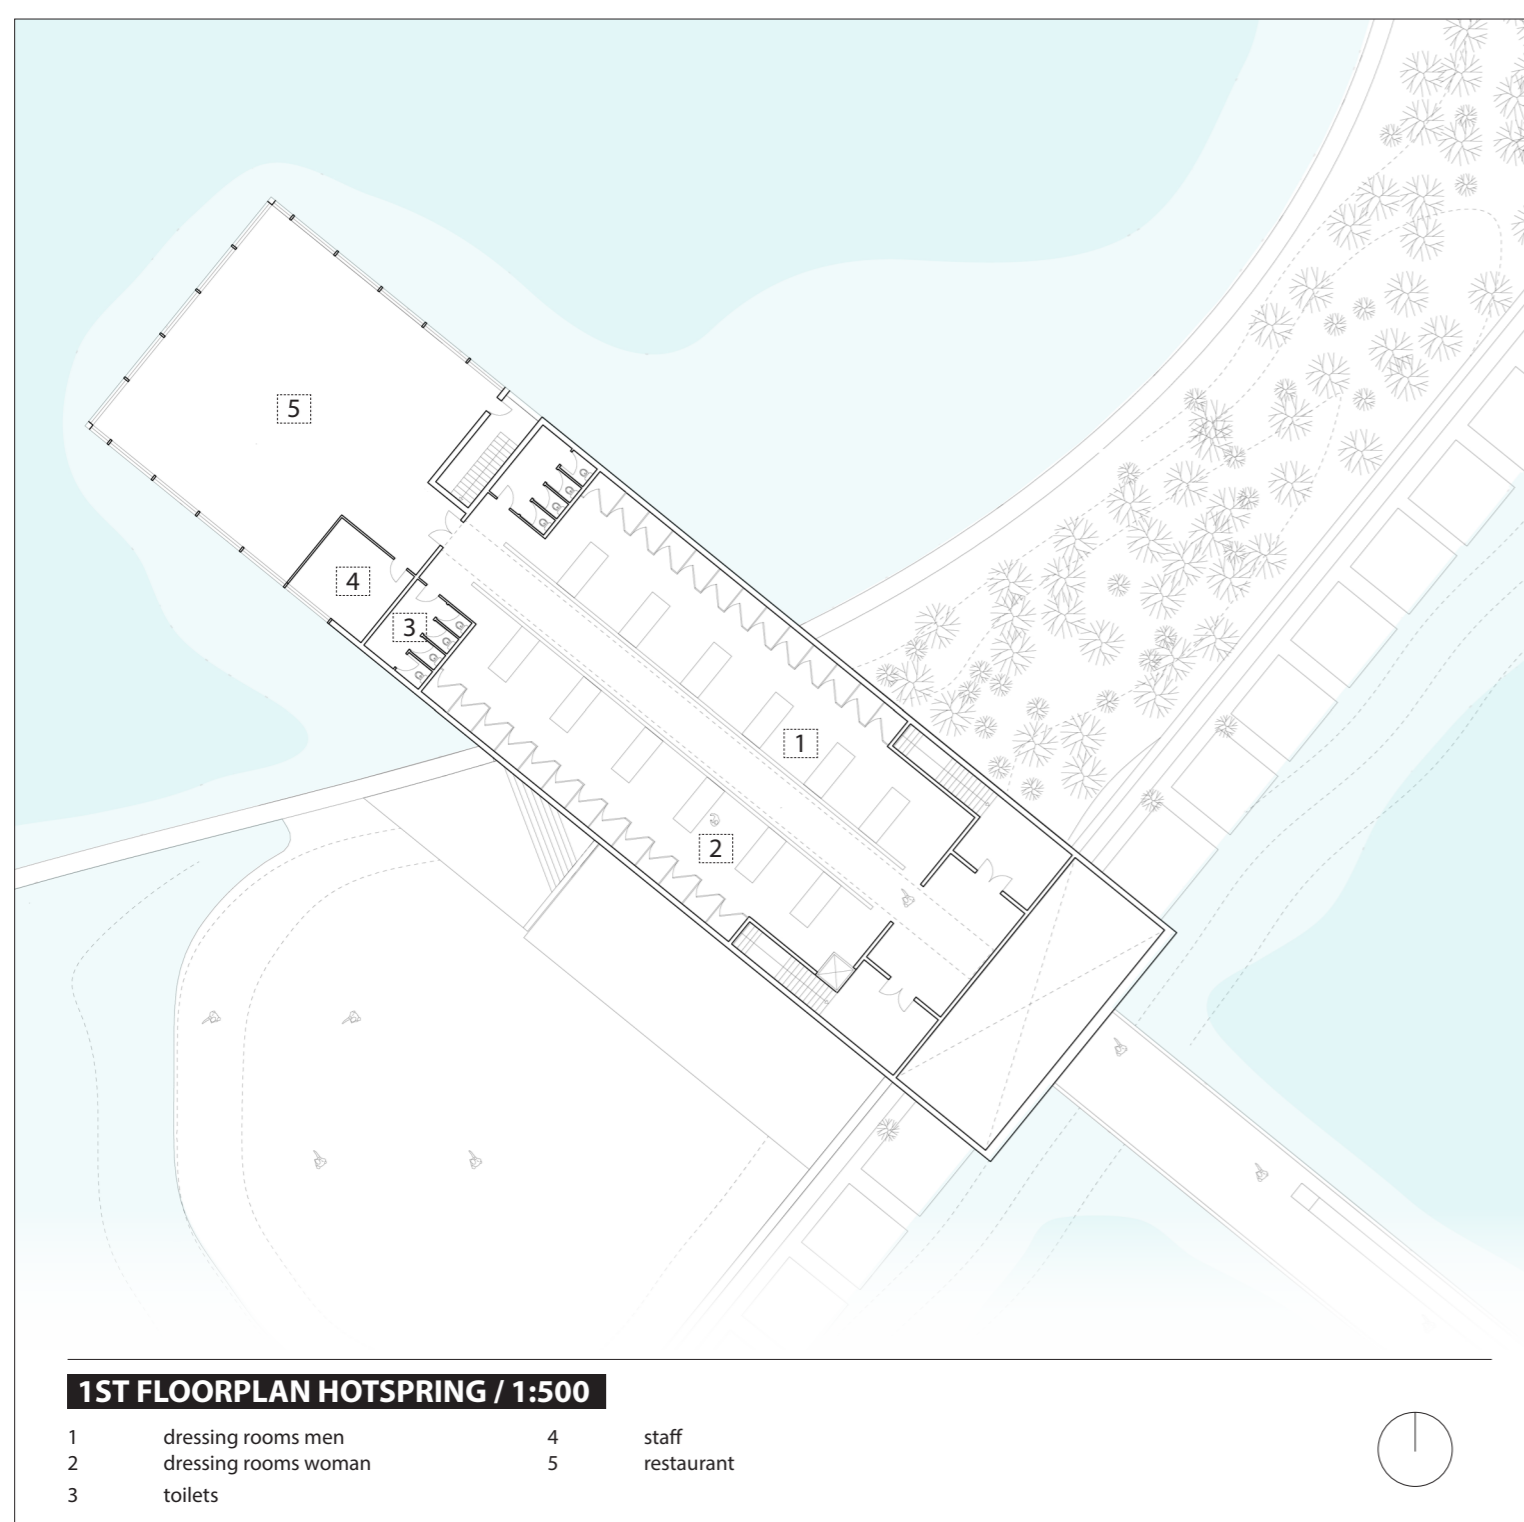 5
4
3
1
2
1ST FLOORPLAN HOTSPRING / 1:500
1 dressing rooms men 4 staff
2 dressing rooms woman 5 restaurant
3 toilets